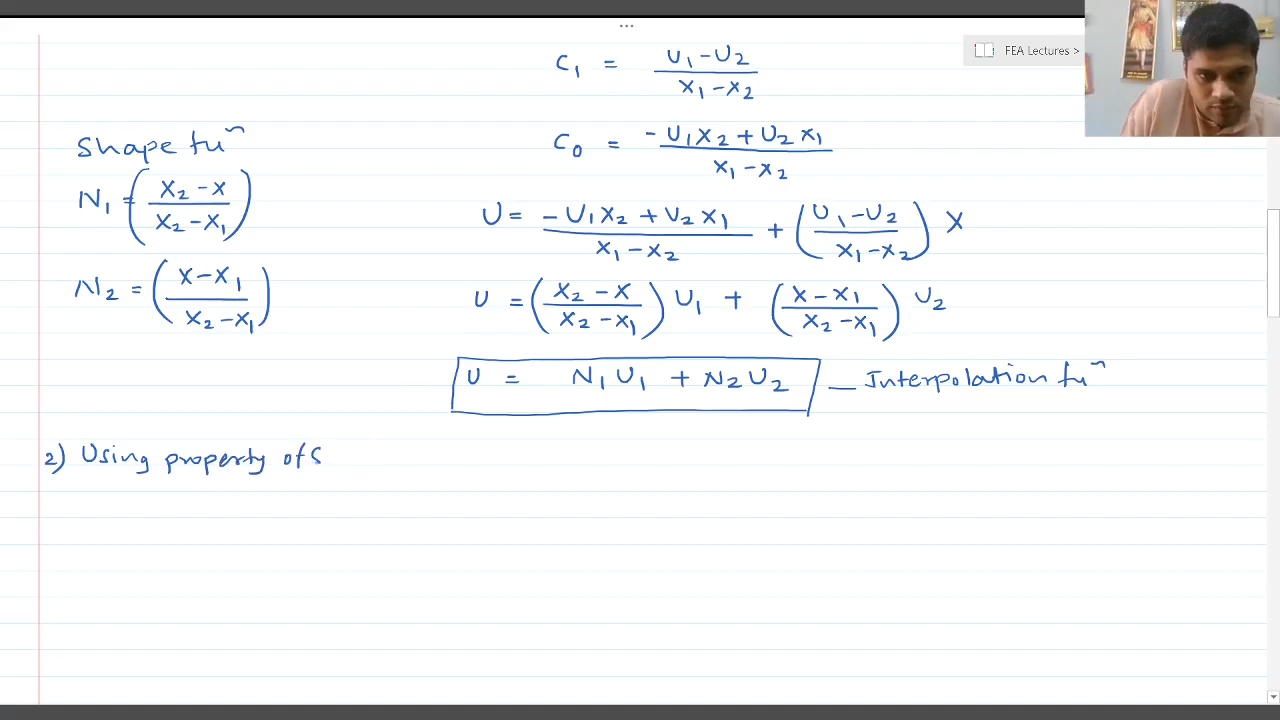 FEA Lectures >
C₁ = (U₁ - U₂) / (x₁ - x₂)
C₀ = (-U₁x₂ + U₂x₁) / (x₁ - x₂)
Shape fuⁿ
N₁ = ((x₂ - x) / (x₂ - x₁))
N₂ = ((x - x₁) / (x₂ - x₁))
U = (-U₁x₂ + U₂x₁) / (x₁ - x₂) + ((U₁ - U₂) / (x₁ - x₂)) x
U = ((x₂ - x) / (x₂ - x₁)) U₁ + ((x - x₁) / (x₂ - x₁)) U₂
U = N₁U₁ + N₂U₂ — Interpolation fuⁿ
2) Using property of s